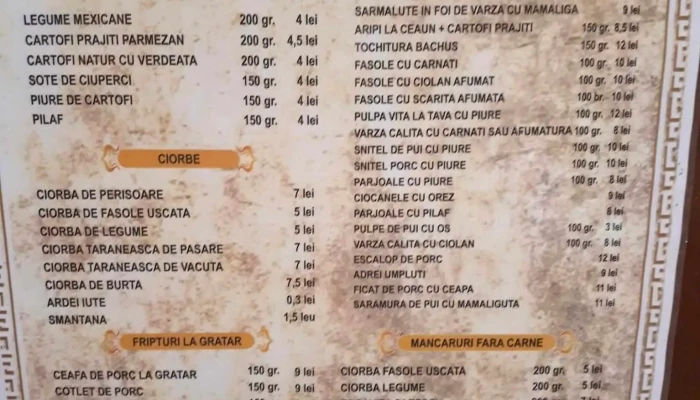 LEGUME MEXICANE 200 gr. 4 lei
CARTOFI PRAJITI PARMEZAN 200 gr. 4,5 lei
CARTOFI NATUR CU VERDEATA 200 gr. 4 lei
SOTE DE CIUPERCI 150 gr. 4 lei
PIURE DE CARTOFI 150 gr. 4 lei
PILAF 150 gr. 4 lei
CIORBE
CIORBA DE PERISOARE 7 lei
CIORBA DE FASOLE USCATA 5 lei
CIORBA DE LEGUME 5 lei
CIORBA TARANEASCA DE PASARE 7 lei
CIORBA TARANEASCA DE VACUTA 7 lei
CIORBA DE BURTA 7,5 lei
ARDEI IUTE 0,3 lei
SMANTANA 1,5 leu
FRIPTURI LA GRATAR
CEAFA DE PORC LA GRATAR 150 gr. 9 lei
COTLET DE PORC 150 gr. 9 lei
SARMALUTE IN FOI DE VARZA CU MAMALIGA 9 lei
ARIPI LA CEAUN + CARTOFI PRAJITI 150 gr. 8,5 lei
TOCHITURA BACHUS 150 gr. 12 lei
FASOLE CU CARNATI 100 gr. 10 lei
FASOLE CU CIOLAN AFUMAT 100 gr. 10 lei
FASOLE CU SCARITA AFUMATA 100 br. 10 lei
PULPA VITA LA TAVA CU PIURE 100 gr. 12 lei
VARZA CALITA CU CARNATI SAU AFUMATURA 100 gr. 8 lei
SNITEL DE PUI CU PIURE 100 gr. 10 lei
SNITEL PORC CU PIURE 100 gr. 10 lei
PARJOALE CU PIURE 100 gr. 8 lei
CIOCANELE CU OREZ 9 lei
PARJOALE CU PILAF lei
PULPE DE PUI CU OS 100 gr. 3 lei
VARZA CALITA CU CIOLAN 100 gr. 8 lei
ESCALOP DE PORC 12 lei
ADREI UMPLUTI 9 lei
FICAT DE PORC CU CEAPA 11 lei
SARAMURA DE PUI CU MAMALIGUTA 11 lei
MANCARURI FARA CARNE
CIORBA FASOLE USCATA 200 gr. 5 lei
CIORBA LEGUME 200 gr. 5 lei